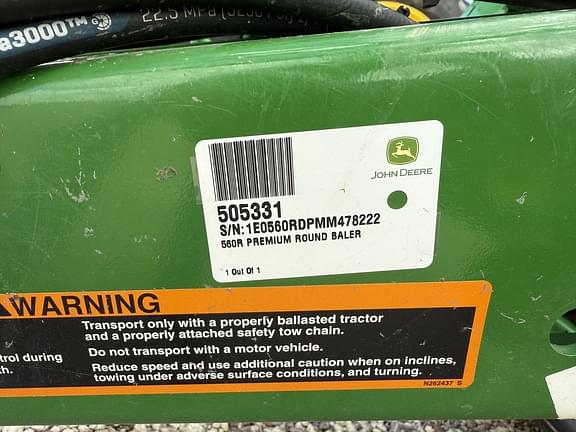 a3000™ 22.5 MPa
JOHN DEERE
505331
S/N:1E0560RDPMM478222
560R PREMIUM ROUND BALER
1 Out Of 1
WARNING
Transport only with a properly ballasted tractor
and a properly attached safety tow chain.
Do not transport with a motor vehicle.
Reduce speed and use additional caution when on inclines,
towing under adverse surface conditions, and turning.
trol during
N262437 S